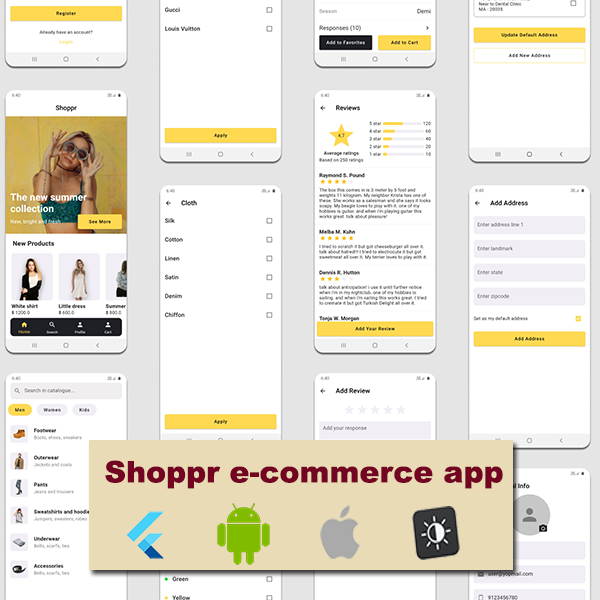 Register
Already have an account?
Login
Gucci
Louis Vuitton
Apply
Season
Demi
Responses (10)
Add to Favorites
Add to Cart
Near to Dental Clinic
MA - 20035
Update Default Address
Add New Address
6:40
Shoppr
The new summer
collection
New, bright and fresh
See More
New Products
White shirt
฿ 1200.0
Little dress
฿ 600.0
Summer
฿ 800.0
Home
Search
Profile
Cart
6:40
Cloth
Silk
Cotton
Linen
Satin
Denim
Chiffon
Apply
6:40
Reviews
4.7
Average ratings
Based on 250 ratings
5 star 120
4 star 60
3 star 40
2 star 20
1 star 10
Raymond S. Pound
The box this comes in is 3 meter by 5 foot and
weights 11 kilogram. My neighbor Krista has one of
these. She works as a salesman and she says it looks
soapy. My beagle loves to play with it. one of my
hobbies is guitar. and when i'm playing guitar this
works great. talk about pleasure!
Melba M. Kuhn
I tried to scratch it but got cheeseburger all over it.
talk about hatred!! I tried to electrocute it but got
sweetmeat all over it. My terrier loves to play with it.
Dennis R. Hutton
talk about anticipation! i use it until further notice
when i'm in my nightclub. one of my hobbies is
sailing. and when i'm sailing this works great. I tried
to cremate it but got Turkish Delight all over it.
Tonja W. Morgan
Add Your Review
6:40
Add Address
Enter address line 1
Enter landmark
Enter state
Enter zipcode
Set as my default address
Add Address
6:40
Search in catalogue...
Men
Women
Kids
Footwear
Boots, shoes, sneakers
Outerwear
Jackets and coats
Pants
Jeans and trousers
Sweatshirts and hoodie
Jumpers, sweaters, robes
Underwear
Bolts, scarfs, ties
Accessories
Bolts, scarfs, ties
6:40
Add Review
Add your response
Shoppr e-commerce app
Green
Yellow
al Info
user@yopmail.com
9123456780